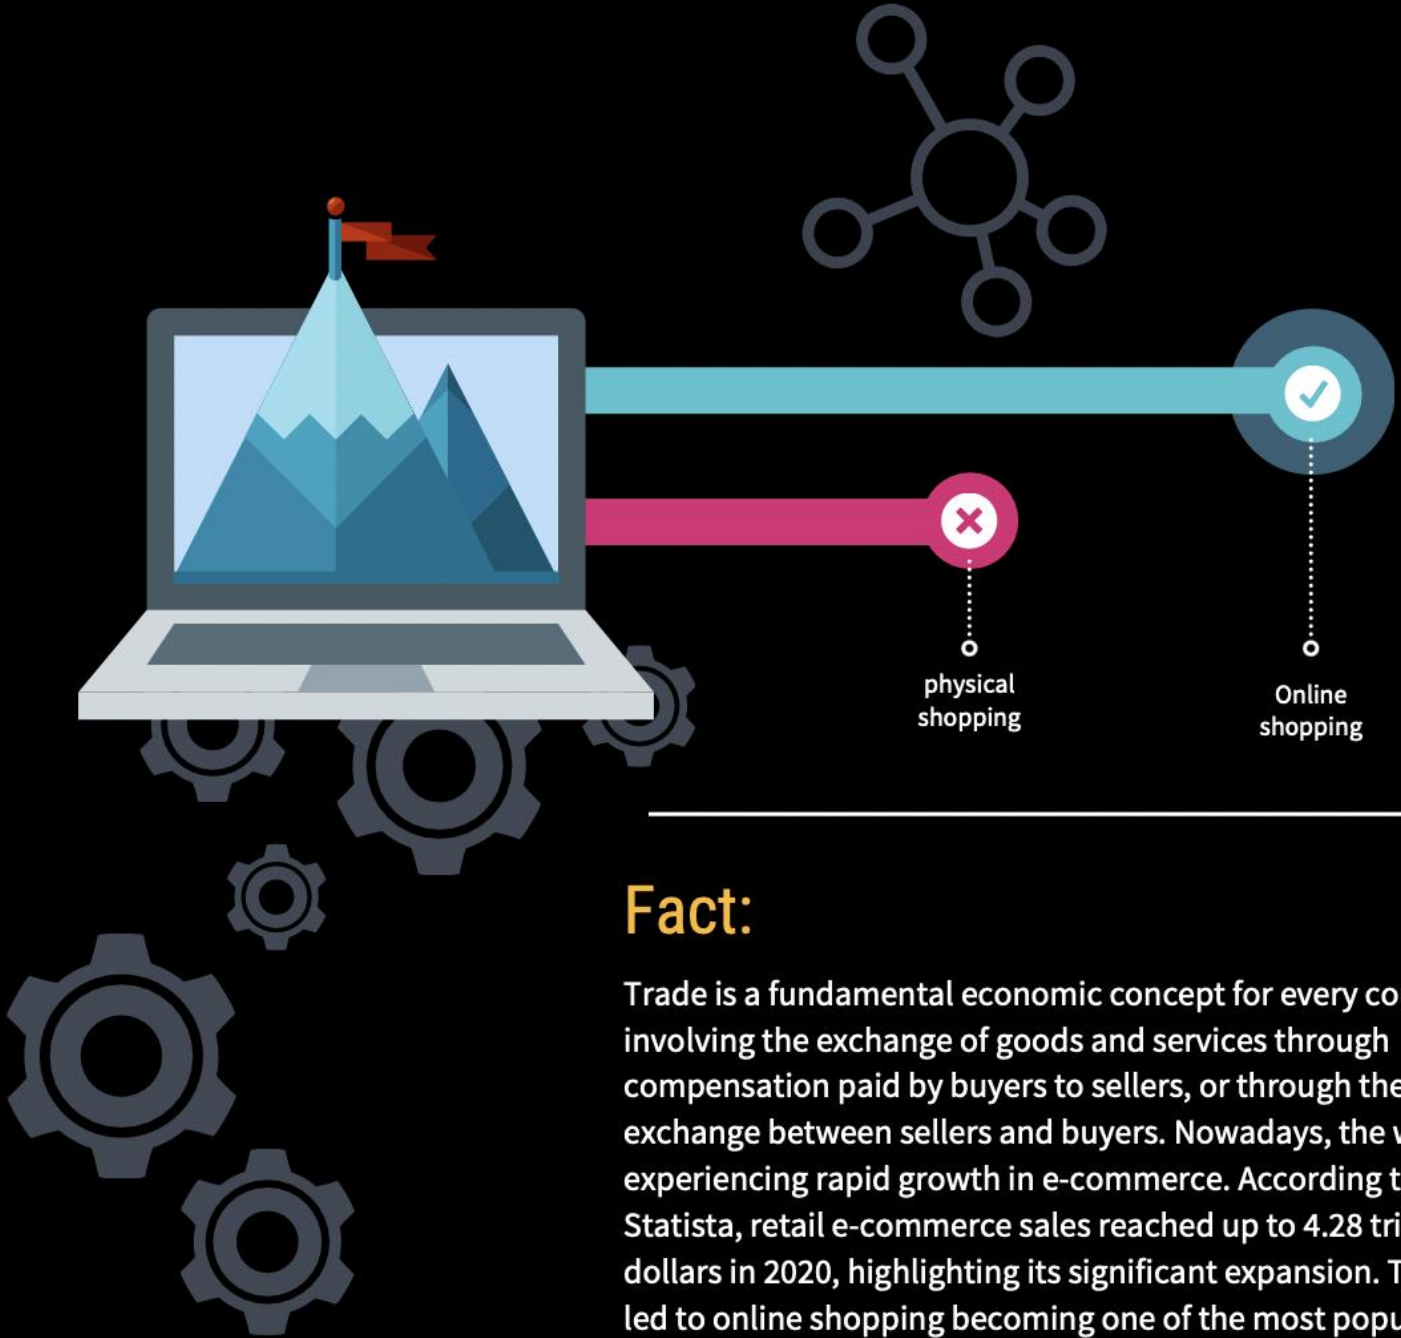 physical
shopping
Online
shopping
Fact:
Trade is a fundamental economic concept for every
involving the exchange of goods and services through
compensation paid by buyers to sellers, or through the
exchange between sellers and buyers. Nowadays, the
experiencing rapid growth in e-commerce. According
Statista, retail e-commerce sales reached up to 4.28
dollars in 2020, highlighting its significant expansion.
led to online shopping becoming one of the most